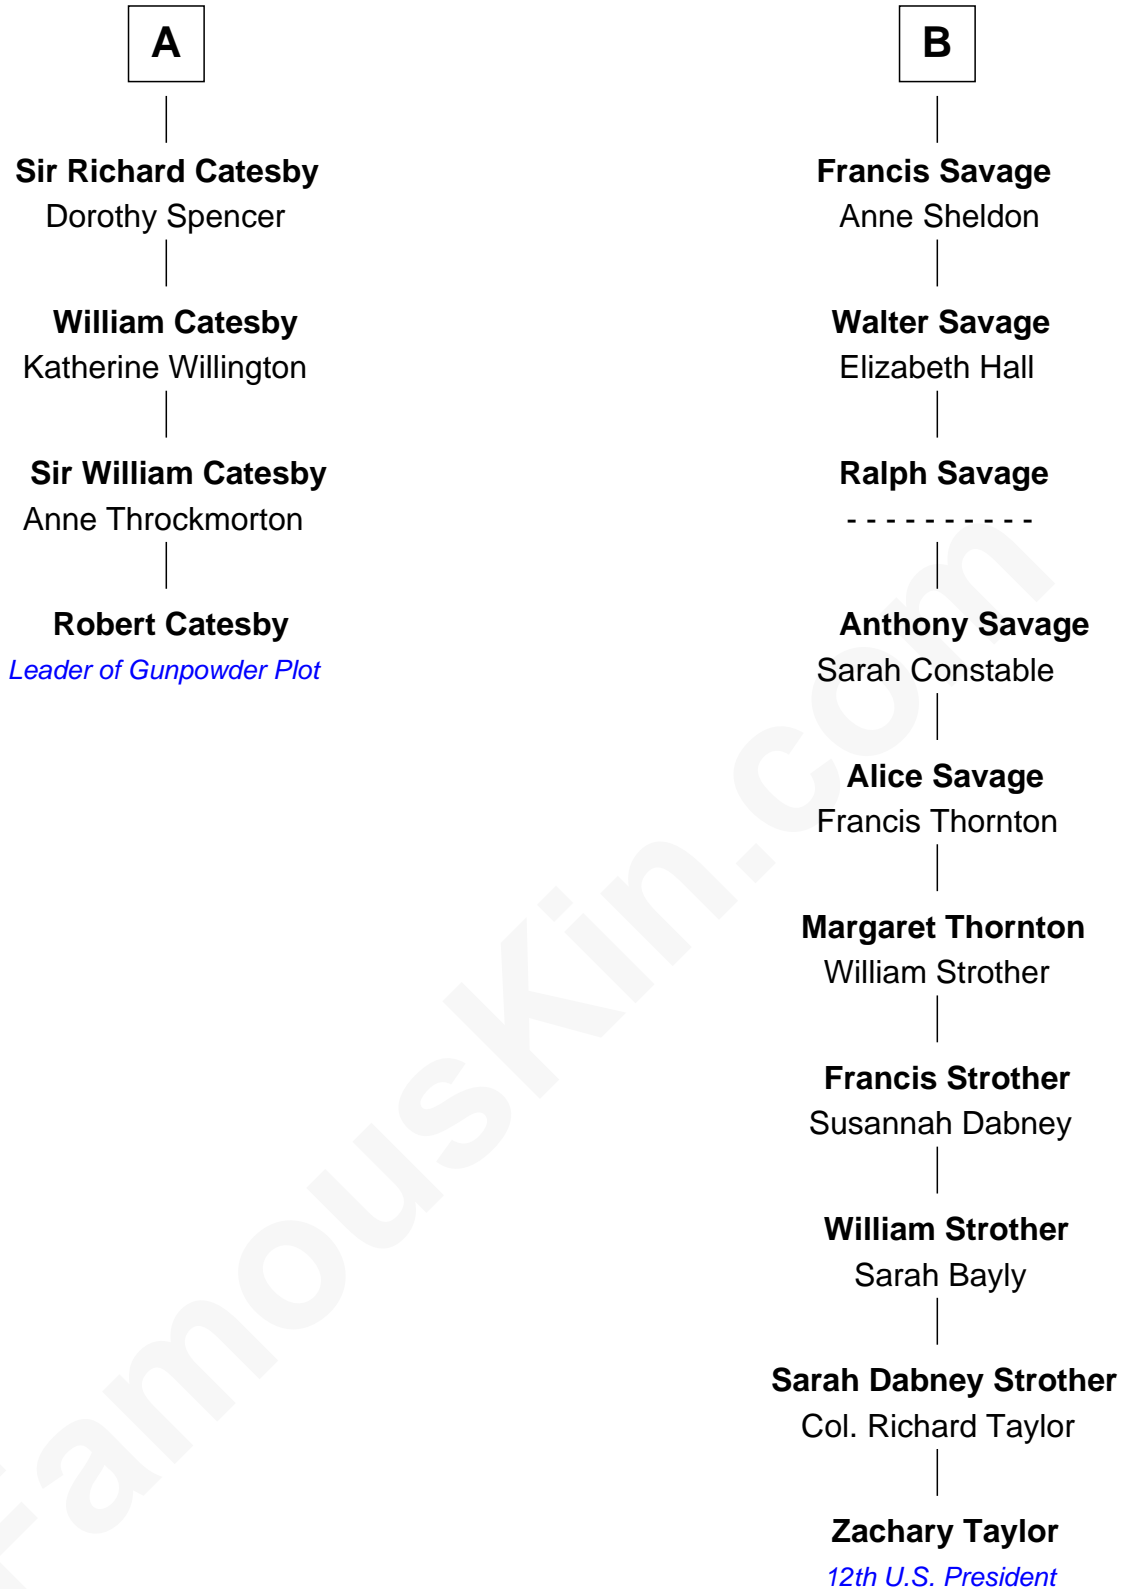 A
Sir Richard Catesby
Dorothy Spencer
William Catesby
Katherine Willington
Sir William Catesby
Anne Throckmorton
Robert Catesby
Leader of Gunpowder Plot
B
Francis Savage
Anne Sheldon
Walter Savage
Elizabeth Hall
Ralph Savage
- - - - - - - - - -
Anthony Savage
Sarah Constable
Alice Savage
Francis Thornton
Margaret Thornton
William Strother
Francis Strother
Susannah Dabney
William Strother
Sarah Bayly
Sarah Dabney Strother
Col. Richard Taylor
Zachary Taylor
12th U.S. President
FamousKin.com